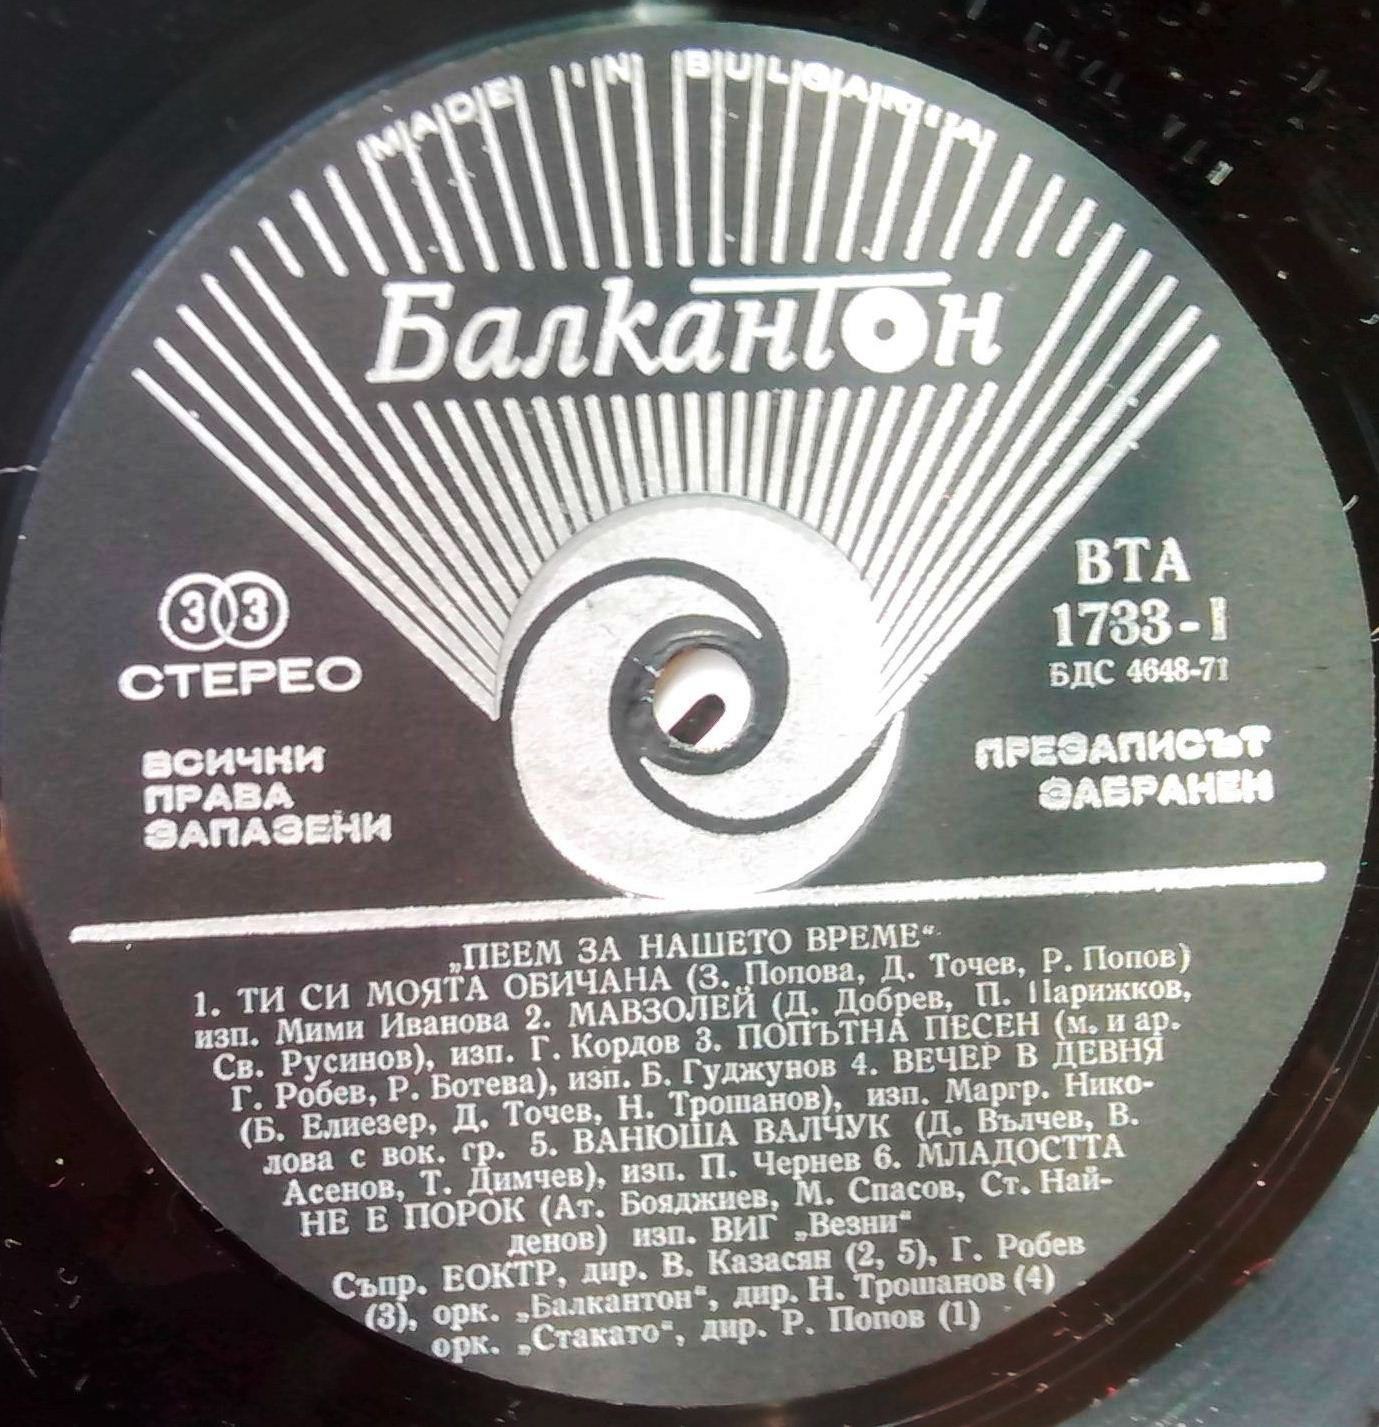 MADE IN BULGARIA
Балкантон
33
СТЕРЕО
ВСИЧКИ
ПРАВА
ЗАПАЗЕНИ
ВТА
1733-I
БДС 4648-71
ПРЕЗАПИСЪТ
ЗАБРАНЕН
„ПЕЕМ ЗА НАШЕТО ВРЕМЕ“
1. ТИ СИ МОЯТА ОБИЧАНА (З. Попова, Д. Точев, Р. Попов)
изп. Мими Иванова 2. МАВЗОЛЕЙ (Д. Добрев, П. Парижков,
Св. Русинов), изп. Г. Кордов 3. ПОПЪТНА ПЕСЕН (м. и ар.
Г. Робев, Р. Ботева), изп. Б. Гуджунов 4. ВЕЧЕР В ДЕВНЯ
(Б. Елиезер, Д. Точев, Н. Трошанов), изп. Маргр. Нико-
лова с вок. гр. 5. ВАНЮША ВАЛЧУК (Д. Вълчев, В.
Асенов, Т. Димчев), изп. П. Чернев 6. МЛАДОСТТА
НЕ Е ПОРОК (Ат. Бояджиев, М. Спасов, Ст. Най-
денов) изп. ВИГ „Везни“
Съпр. ЕОКТР, дир. В. Казасян (2, 5), Г. Робев
(3), орк. „Балкантон“, дир. Н. Трошанов (4)
орк. „Стакато“, дир. Р. Попов (1)